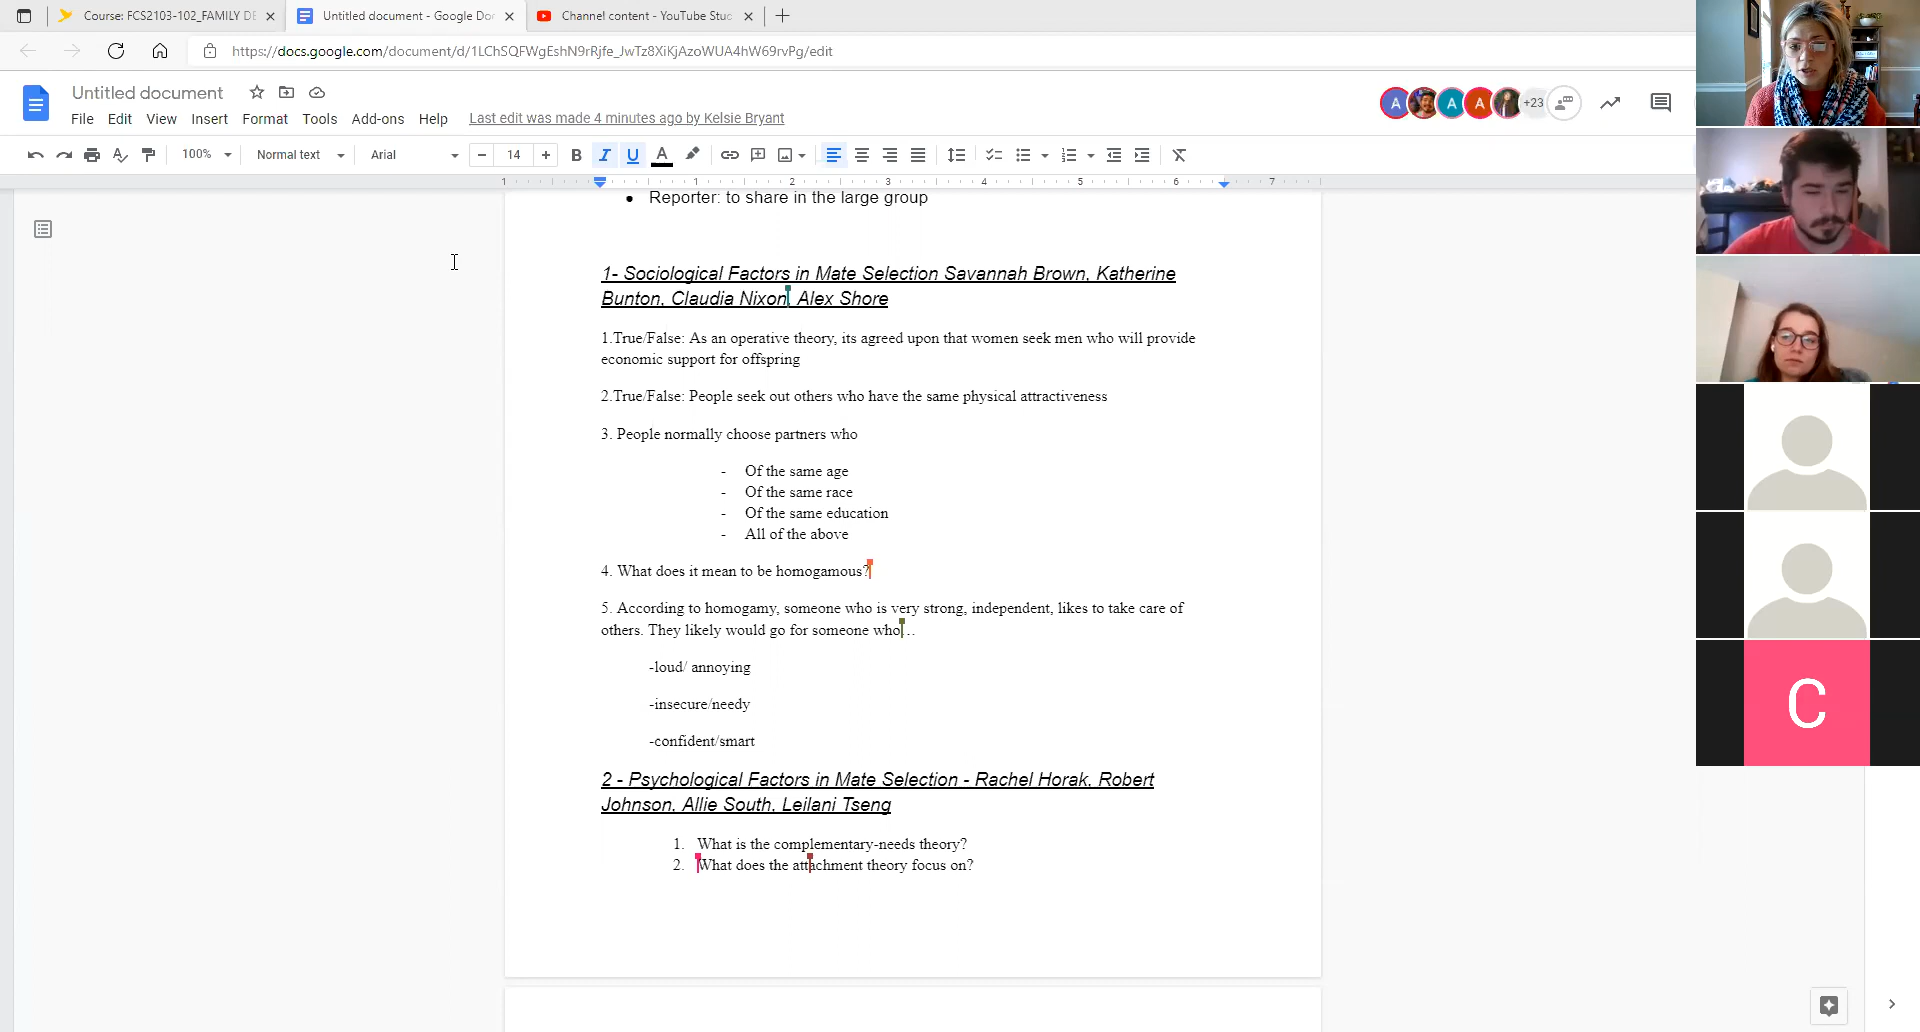 Course: FCS2103-102_FAMILY DE
Untitled document - Google Doc
Channel content - YouTube Stud
https://docs.google.com/document/d/1LChSQFWgEshN9rRjfe_JwTz8XiKjAzoWUA4hW69rvPg/edit
Untitled document
File Edit View Insert Format Tools Add-ons Help Last edit was made 4 minutes ago by Kelsie Bryant
A A A +23
100% Normal text Arial 14 B I U A
1 1 2 3 4 5 6 7
Reporter: to share in the large group
1- Sociological Factors in Mate Selection Savannah Brown, Katherine
Bunton, Claudia Nixon, Alex Shore
1.True/False: As an operative theory, its agreed upon that women seek men who will provide
economic support for offspring
2.True/False: People seek out others who have the same physical attractiveness
3. People normally choose partners who
- Of the same age
- Of the same race
- Of the same education
- All of the above
4. What does it mean to be homogamous?
5. According to homogamy, someone who is very strong, independent, likes to take care of
others. They likely would go for someone who…
-loud/ annoying
-insecure/needy
-confident/smart
2 - Psychological Factors in Mate Selection - Rachel Horak, Robert
Johnson, Allie South, Leilani Tseng
1. What is the complementary-needs theory?
2. What does the attachment theory focus on?
C